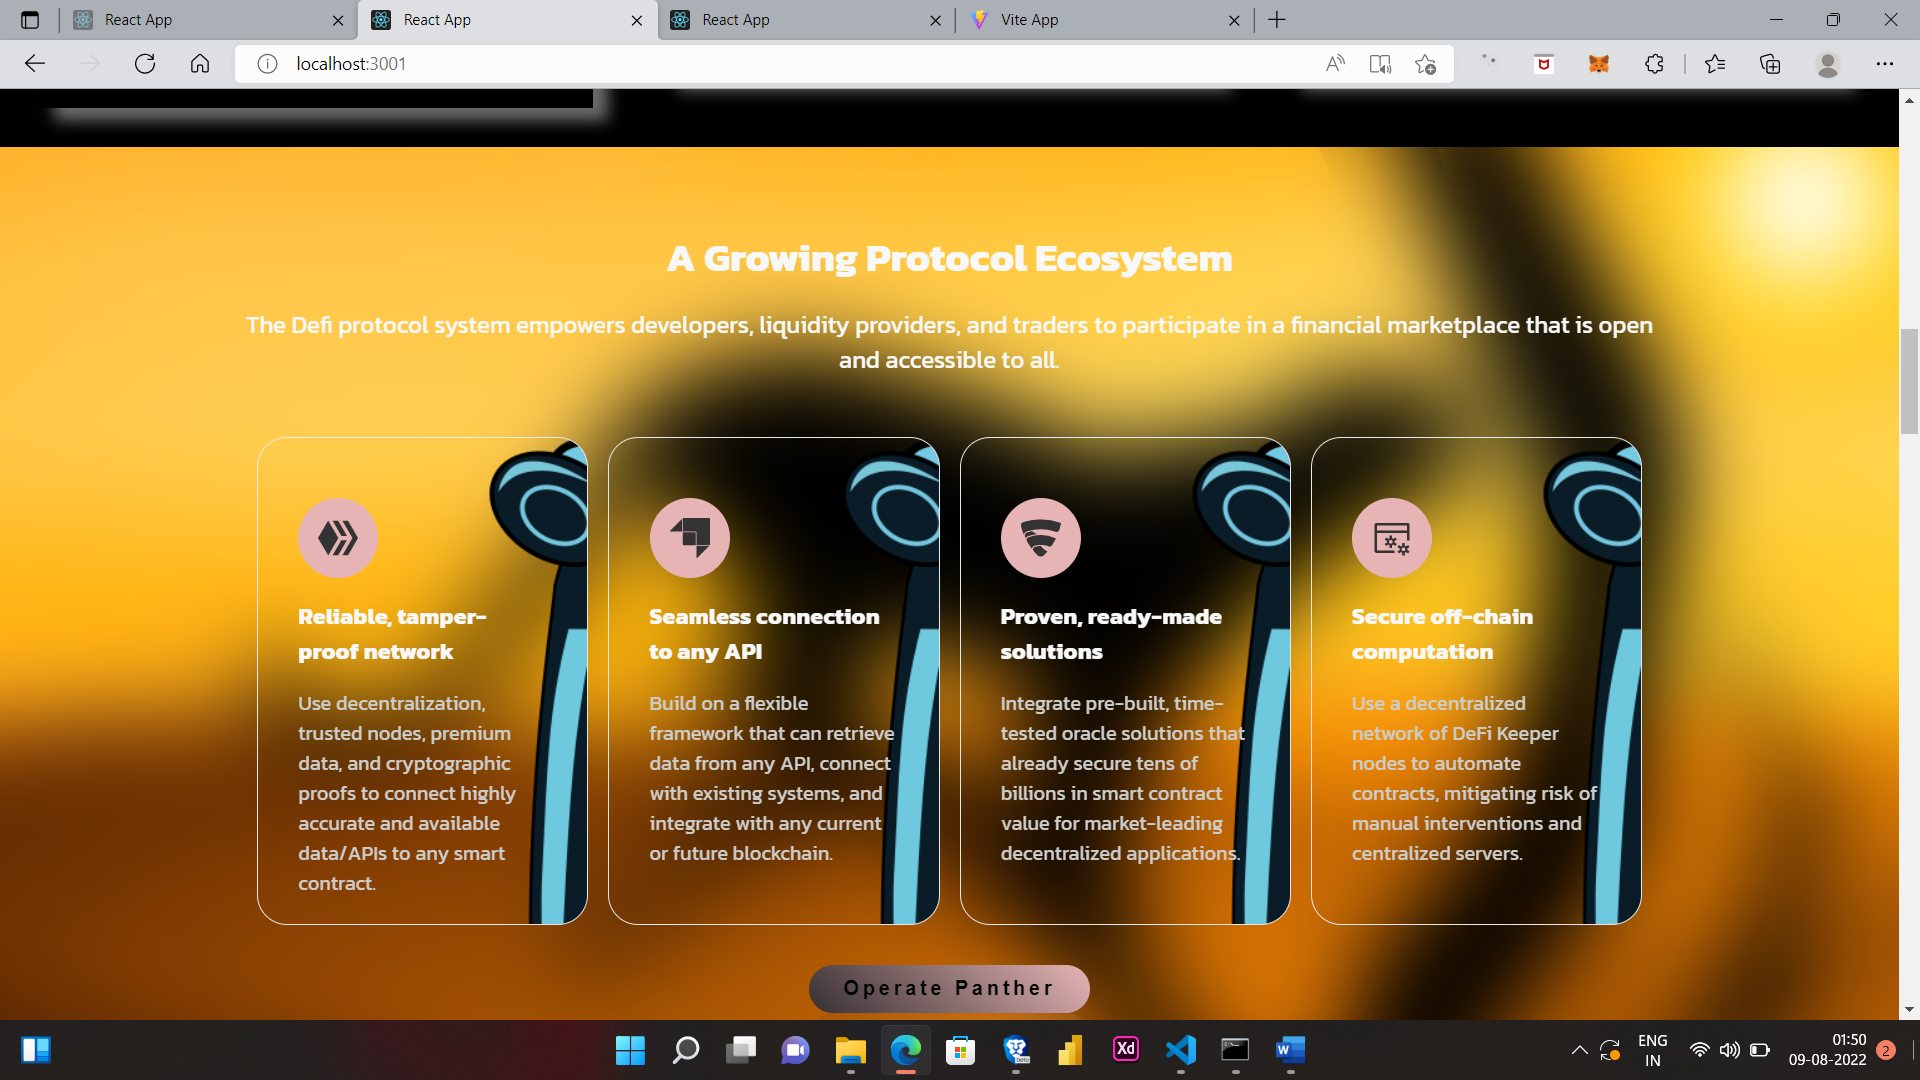 React App
React App
React App
Vite App
localhost:3001
A Growing Protocol Ecosystem
The Defi protocol system empowers developers, liquidity providers, and traders to participate in a financial marketplace that is open
and accessible to all.
Reliable, tamper-
proof network
Use decentralization,
trusted nodes, premium
data, and cryptographic
proofs to connect highly
accurate and available
data/APIs to any smart
contract.
Seamless connection
to any API
Build on a flexible
framework that can retrieve
data from any API, connect
with existing systems, and
integrate with any current
or future blockchain.
Proven, ready-made
solutions
Integrate pre-built, time-
tested oracle solutions that
already secure tens of
billions in smart contract
value for market-leading
decentralized applications.
Secure off-chain
computation
Use a decentralized
network of DeFi Keeper
nodes to automate
contracts, mitigating risk of
manual interventions and
centralized servers.
Operate Panther
beta
Xd
W
ENG
IN
01:50
09-08-2022
2